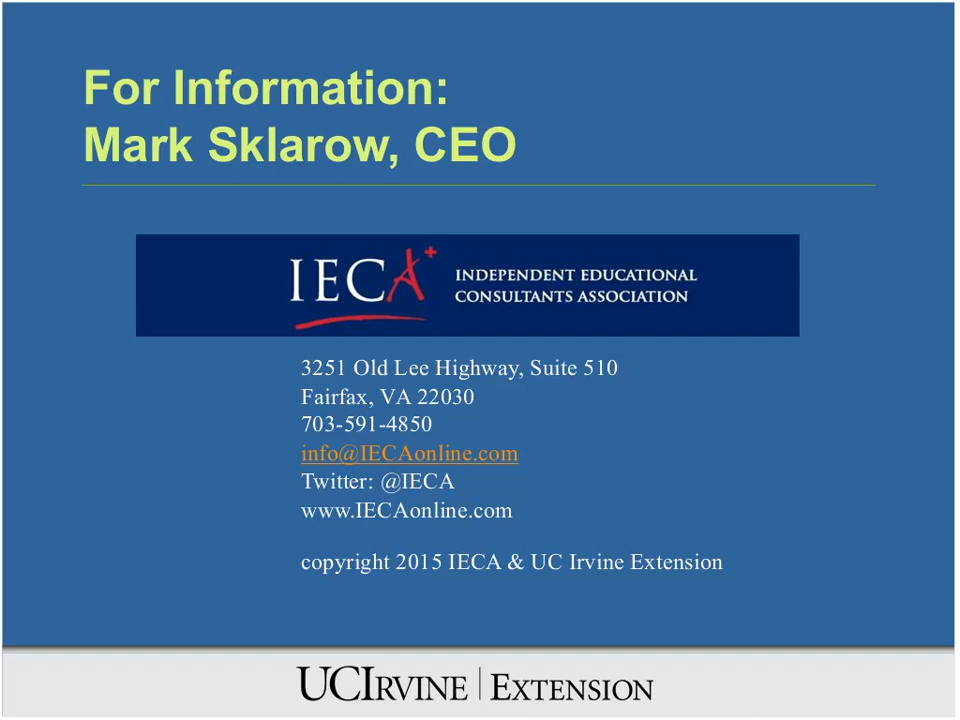 For Information:
Mark Sklarow, CEO
IECA+
INDEPENDENT EDUCATIONAL
CONSULTANTS ASSOCIATION
3251 Old Lee Highway, Suite 510
Fairfax, VA 22030
703-591-4850
info@IECAonline.com
Twitter: @IECA
www.IECAonline.com
copyright 2015 IECA & UC Irvine Extension
UCIRVINE | EXTENSION